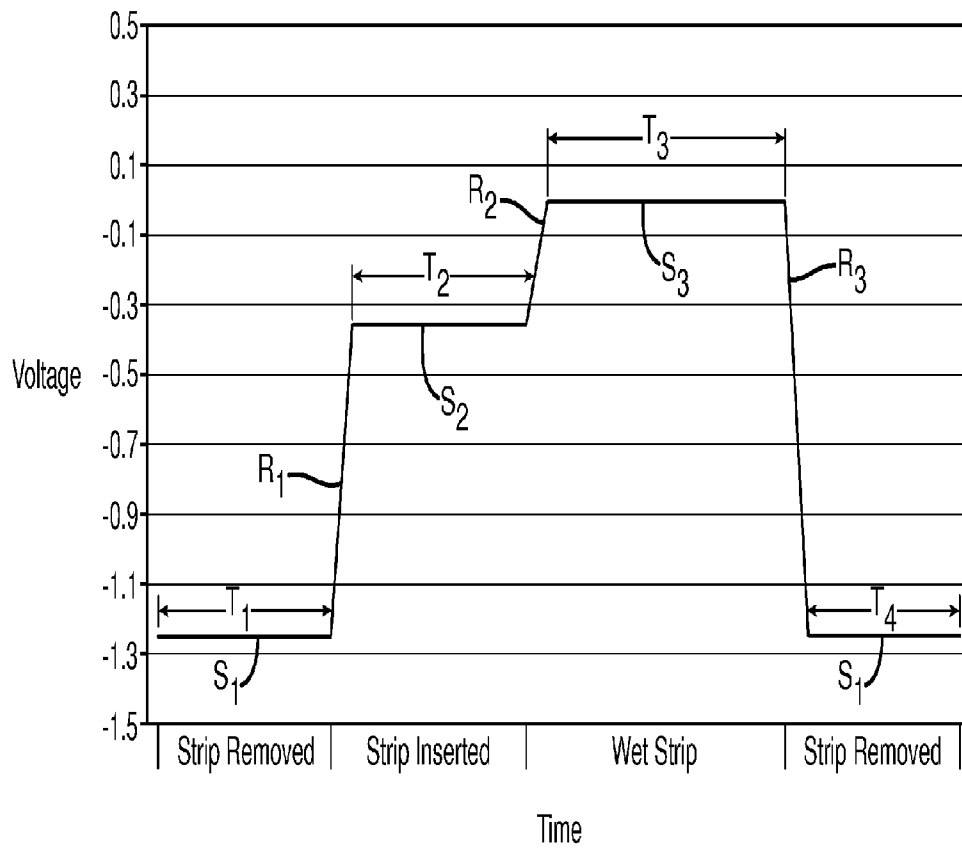 0.5
0.3
T3
0.1
R2
-0.1
S3
R3
T2
-0.3
Voltage
-0.5
S2
-0.7
R1
-0.9
-1.1
T1
T4
-1.3
S1
S1
-1.5
Strip Removed Strip Inserted Wet Strip Strip Removed
Time